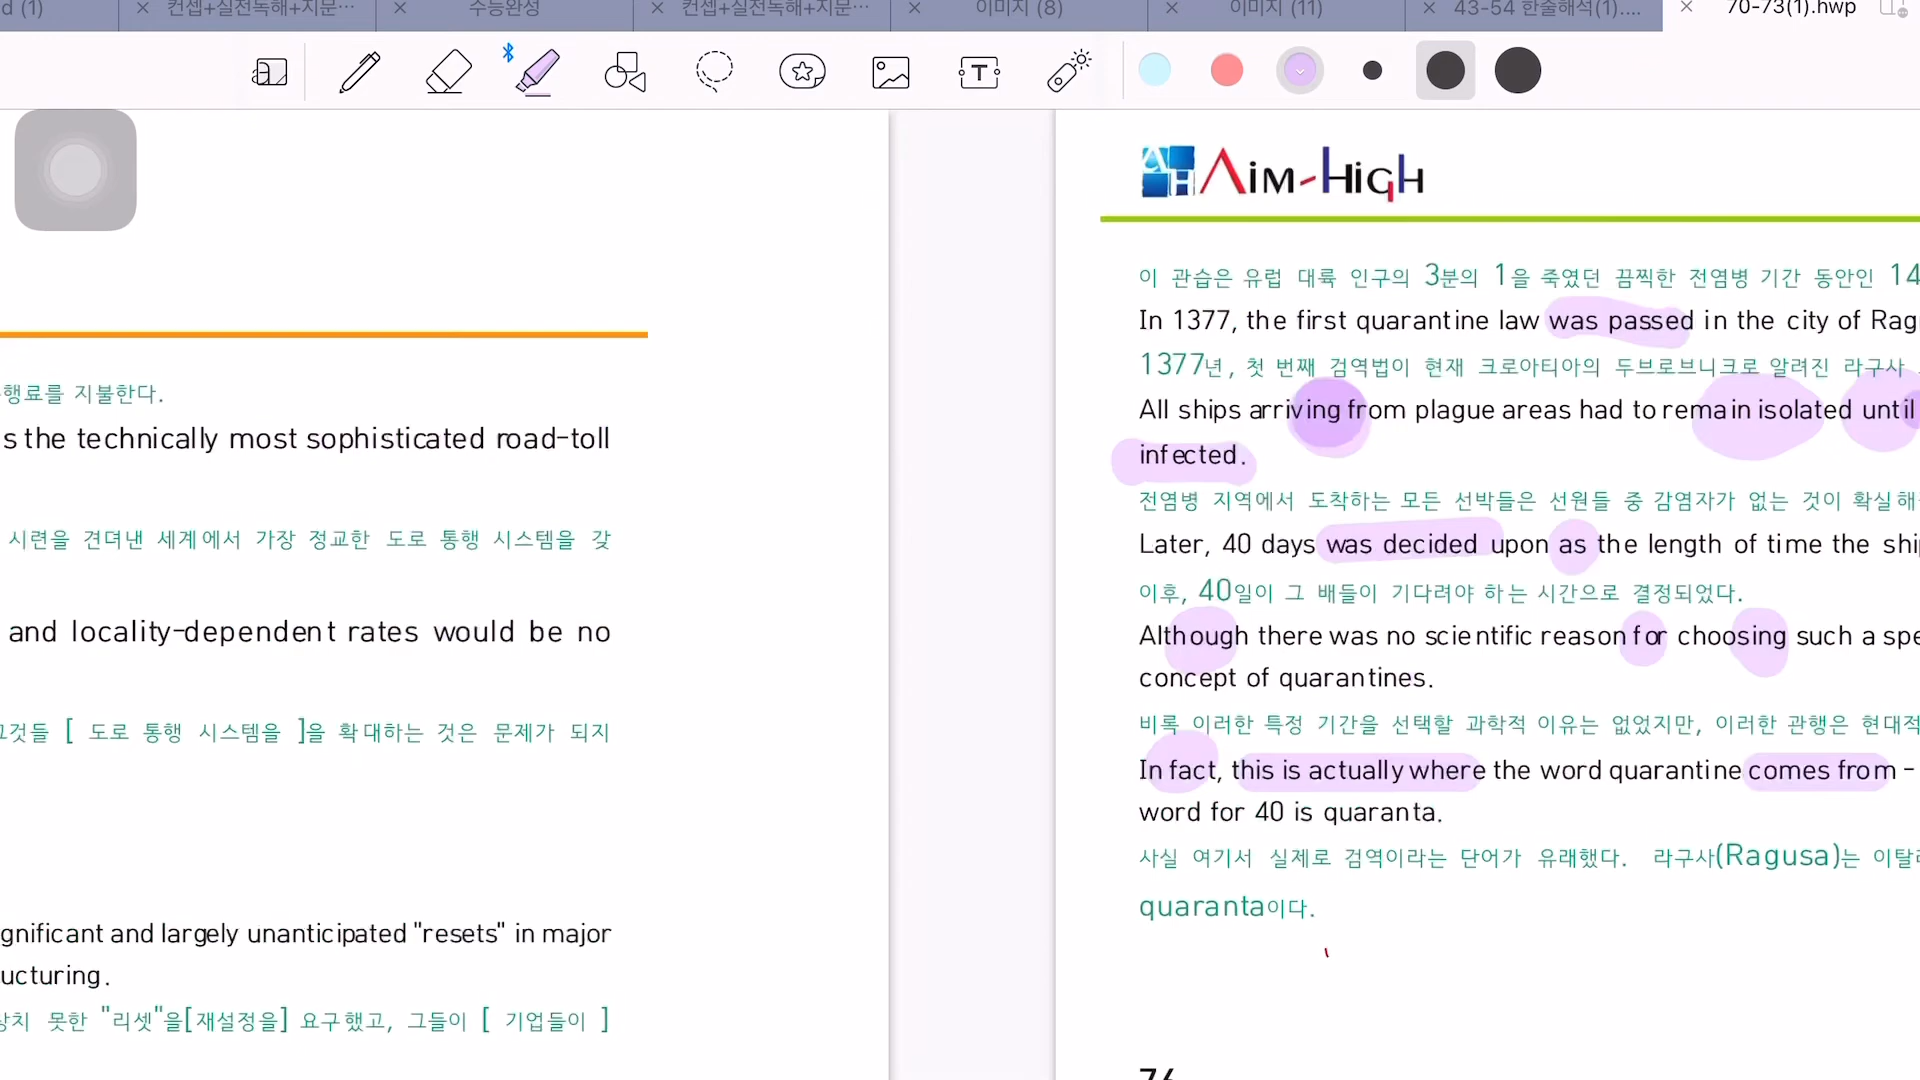 d (1)
컨셉+실전독해+지문…
수능완성
컨셉+실전독해+지문…
이미지 (8)
이미지 (11)
43-54 한줄해석(1)....
70-73(1).hwp
행료를 지불한다.
s the technically most sophisticated road-toll
시련을 견뎌낸 세계에서 가장 정교한 도로 통행 시스템을 갖
and locality-dependent rates would be no
그것들 [ 도로 통행 시스템을 ]을 확대하는 것은 문제가 되지
gnificant and largely unanticipated "resets" in major
ucturing.
못한 "리셋"을[재설정을] 요구했고, 그들이 [ 기업들이 ]
AH Aim-High
이 관습은 유럽 대륙 인구의 3분의 1을 죽였던 끔찍한 전염병 기간 동안인 14
In 1377, the first quarantine law was passed in the city of Rag
1377년, 첫 번째 검역법이 현재 크로아티아의 두브로브니크로 알려진 라구사
All ships arriving from plague areas had to remain isolated until
infected.
전염병 지역에서 도착하는 모든 선박들은 선원들 중 감염자가 없는 것이 확실해
Later, 40 days was decided upon as the length of time the ship
이후, 40일이 그 배들이 기다려야 하는 시간으로 결정되었다.
Although there was no scientific reason for choosing such a spe
concept of quarantines.
비록 이러한 특정 기간을 선택할 과학적 이유는 없었지만, 이러한 관행은 현대적
In fact, this is actually where the word quarantine comes from -
word for 40 is quaranta.
사실 여기서 실제로 검역이라는 단어가 유래했다. 라구사(Ragusa)는 이탈리
quaranta이다.
76